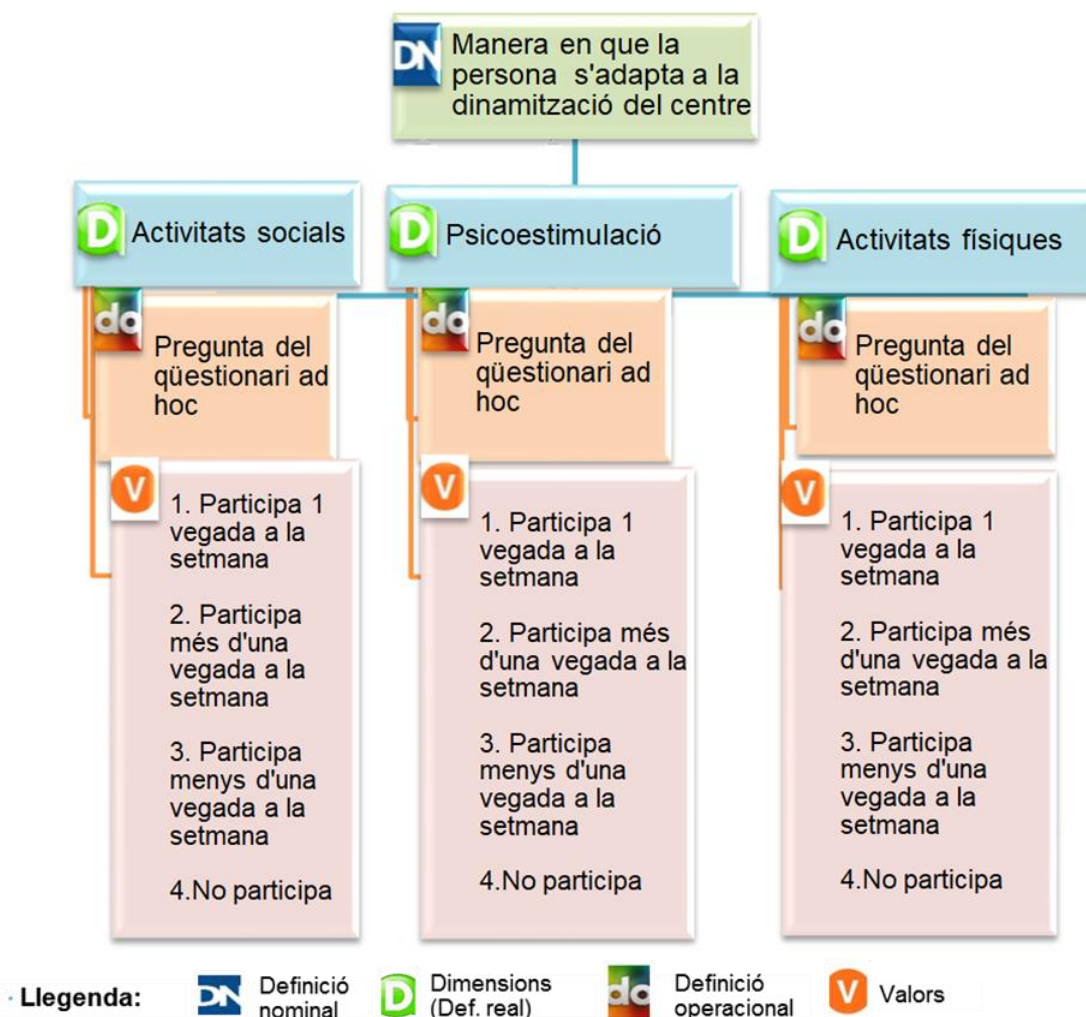 DN
Manera en que la
persona s'adapta a la
dinamització del centre
D
Activitats socials
D
Psicoestimulació
D
Activitats físiques
do
Pregunta del
qüestionari ad
hoc
do
Pregunta del
qüestionari ad
hoc
do
Pregunta del
qüestionari ad
hoc
V
1. Participa 1
vegada a la
setmana
2. Participa
més d'una
vegada a la
setmana
3. Participa
menys d'una
vegada a la
setmana
4.No participa
V
1. Participa 1
vegada a la
setmana
2. Participa més
d'una vegada a la
setmana
3. Participa
menys d'una
vegada a la
setmana
4.No participa
V
1. Participa 1
vegada a la
setmana
2. Participa més
d'una vegada a la
setmana
3. Participa
menys d'una
vegada a la
setmana
4.No participa
· Llegenda:
DN
Definició
nominal
D
Dimensions
(Def. real)
do
Definició
operacional
V
Valors